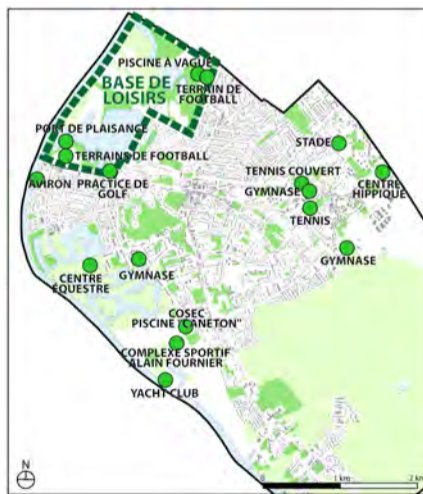 PISCINE À VAGUE
BASE DE
LOISIRS
TERRAIN DE
FOOTBALL
PORT DE PLAISANCE
TERRAINS DE FOOTBALL
AVIRON
PRACTICE DE
GOLF
STADE
TENNIS COUVERT
GYMNASE
CENTRE
HIPPIQUE
TENNIS
GYMNASE
GYMNASE
CENTRE
ÉQUESTRE
COSEC
PISCINE "CANETON"
COMPLEXE SPORTIF
ALAIN FOURNIER
YACHT CLUB
N
0 1 km 2 km